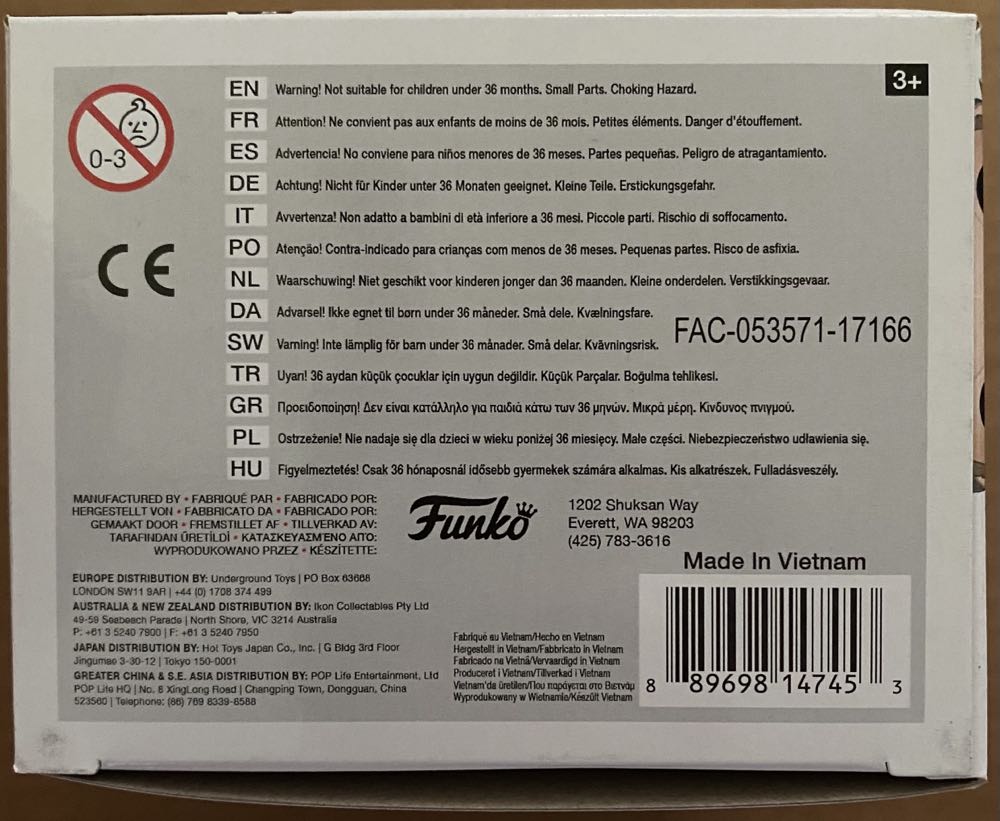 3+
0-3
CE
EN Warning! Not suitable for children under 36 months. Small Parts. Choking Hazard.
FR Attention! Ne convient pas aux enfants de moins de 36 mois. Petites éléments. Danger d'étouffement.
ES Advertencia! No conviene para niños menores de 36 meses. Partes pequeñas. Peligro de atragantamiento.
DE Achtung! Nicht für Kinder unter 36 Monaten geeignet. Kleine Teile. Erstickungsgefahr.
IT Avvertenza! Non adatto a bambini di età inferiore a 36 mesi. Piccole parti. Rischio di soffocamento.
PO Atenção! Contra-indicado para crianças com menos de 36 meses. Pequenas partes. Risco de asfixia.
NL Waarschuwing! Niet geschikt voor kinderen jonger dan 36 maanden. Kleine onderdelen. Verstikkingsgevaar.
DA Advarsel! Ikke egnet til børn under 36 måneder. Små dele. Kvælningsfare.
SW Varning! Inte lämplig för barn under 36 månader. Små delar. Kvävningsrisk.
FAC-053571-17166
TR Uyarı! 36 aydan küçük çocuklar için uygun değildir. Küçük Parçalar. Boğulma tehlikesi.
GR Προειδοποίηση! Δεν είναι κατάλληλο για παιδιά κάτω των 36 μηνών. Μικρά μέρη. Κίνδυνος πνιγμού.
PL Ostrzeżenie! Nie nadaje się dla dzieci w wieku poniżej 36 miesięcy. Małe części. Niebezpieczeństwo udławienia się.
HU Figyelmeztetés! Csak 36 hónaposnál idősebb gyermekek számára alkalmas. Kis alkatrészek. Fulladásveszély.
MANUFACTURED BY • FABRIQUÉ PAR • FABRICADO POR:
HERGESTELLT VON • FABBRICATO DA • FABRICADO POR:
GEMAAKT DOOR • FREMSTILLET AF • TILLVERKAD AV:
TARAFINDAN ÜRETİLDİ • ΚΑΤΑΣΚΕΥΑΣΜΈΝΟ ΑΠΌ:
WYPRODUKOWANO PRZEZ • KÉSZÍTETTE:
Funko
1202 Shuksan Way
Everett, WA 98203
(425) 783-3616
Made In Vietnam
EUROPE DISTRIBUTION BY: Underground Toys | PO Box 63668
LONDON SW11 9AR | +44 (0) 1708 374 499
AUSTRALIA & NEW ZEALAND DISTRIBUTION BY: Ikon Collectables Pty Ltd
49-59 Seabeach Parade | North Shore, VIC 3214 Australia
P: +61 3 5240 7900 | F: +61 3 5240 7950
JAPAN DISTRIBUTION BY: Hot Toys Japan Co., Inc. | G Bldg 3rd Floor
Jingumae 3-30-12 | Tokyo 150-0001
GREATER CHINA & S.E. ASIA DISTRIBUTION BY: POP Life Entertainment, Ltd
POP Life HQ | No. 8 XingLong Road | Changping Town, Dongguan, China
523560 | Telephone: (86) 769 8339-6588
Fabriqué au Vietnam/Hecho en Vietnam
Hergestellt in Vietnam/Fabbricato in Vietnam
Fabricado na Vietnã/Vervaardigd in Vietnam
Produceret i Vietnam/Tillverkad i Vietnam
Vietnam'da üretilen/Που παράγεται στο Βιετνάμ
Wyprodukowany w Wietnamie/Készült Vietnam
8 89698 14745 3